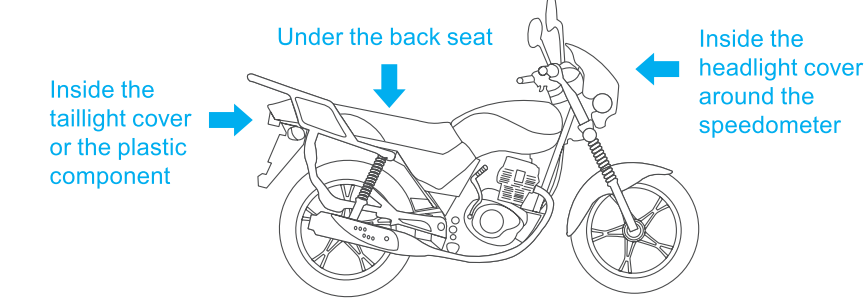 Under the back seat
Inside the
headlight cover
around the
speedometer
Inside the
taillight cover
or the plastic
component